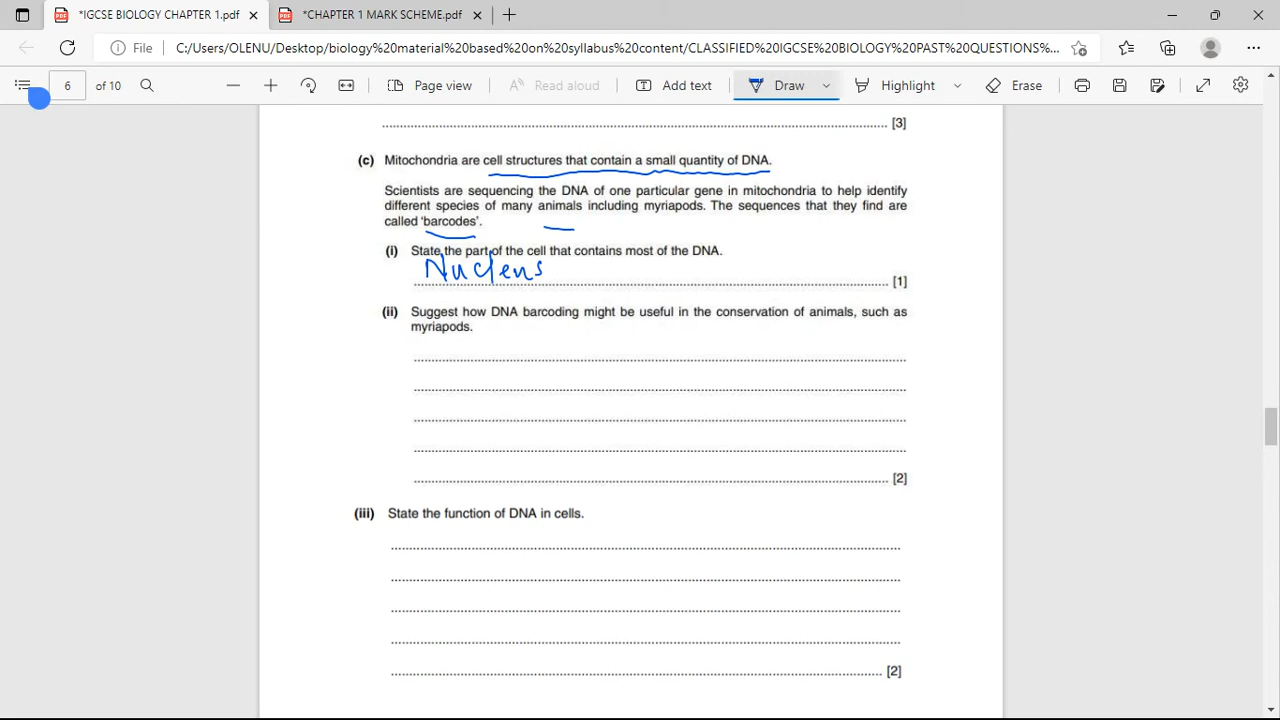 *IGCSE BIOLOGY CHAPTER 1.pdf
*CHAPTER 1 MARK SCHEME.pdf
File C:/Users/OLENU/Desktop/biology%20material%20based%20on%20syllabus%20content/CLASSIFIED%20IGCSE%20BIOLOGY%20PAST%20QUESTIONS%...
6 of 10 Page view Read aloud Add text Draw Highlight Erase
[3]
(c) Mitochondria are cell structures that contain a small quantity of DNA.
Scientists are sequencing the DNA of one particular gene in mitochondria to help identify
different species of many animals including myriapods. The sequences that they find are
called ‘barcodes’.
(i) State the part of the cell that contains most of the DNA.
Nucleus
[1]
(ii) Suggest how DNA barcoding might be useful in the conservation of animals, such as
myriapods.
[2]
(iii) State the function of DNA in cells.
[2]